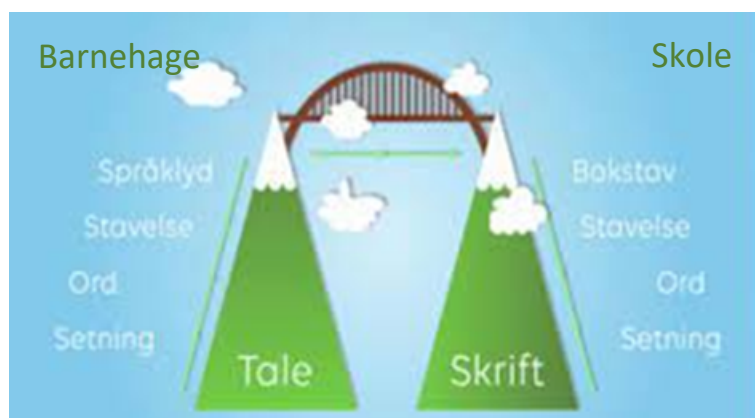 Barnehage
Skole
Språklyd
Stavelse
Ord
Setning
Tale
Bokstav
Stavelse
Ord
Setning
Skrift